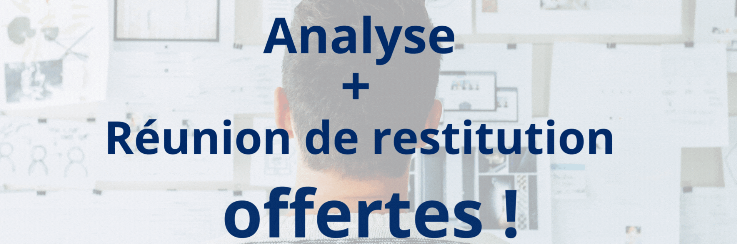 Analyse
+
Réunion de restitution
offertes !